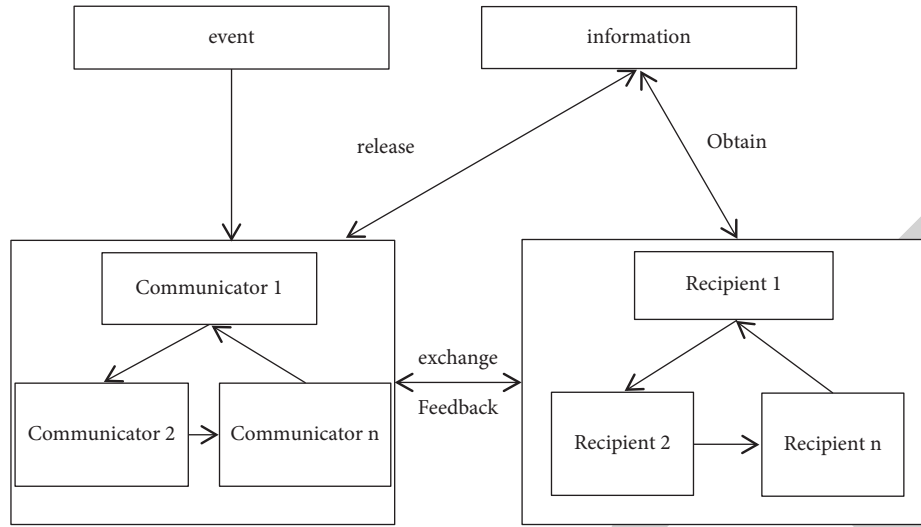 event
information
release
Obtain
Communicator 1
Recipient 1
exchange
Feedback
Communicator 2
Communicator n
Recipient 2
Recipient n